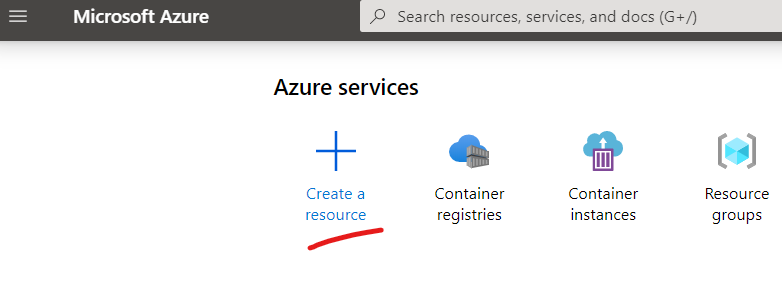 Microsoft Azure
Search resources, services, and docs (G+/)
Azure services
Create a
resource
Container
registries
Container
instances
Resource
groups